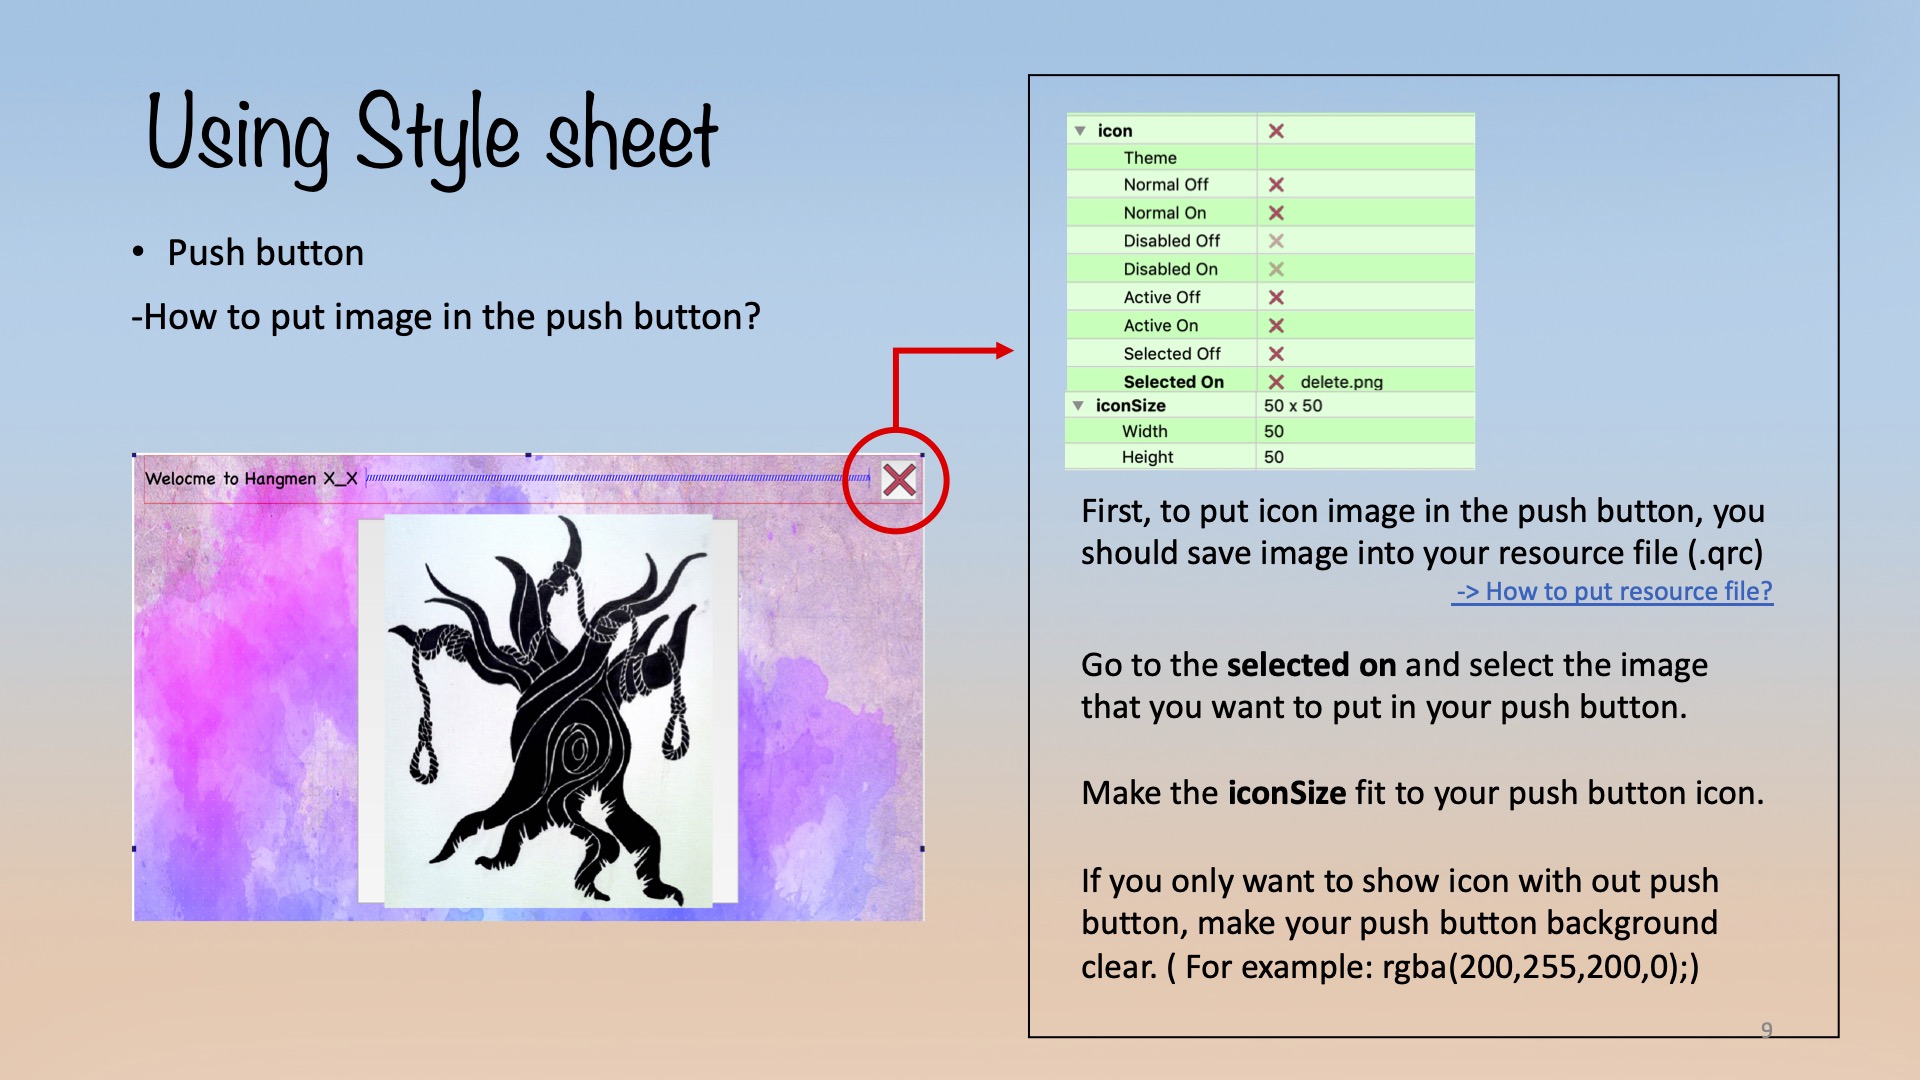 Using Style sheet
• Push button
-How to put image in the push button?
Welocme to Hangmen X_X
icon
Theme
Normal Off
Normal On
Disabled Off
Disabled On
Active Off
Active On
Selected Off
Selected On delete.png
iconSize 50 x 50
Width 50
Height 50
First, to put icon image in the push button, you
should save image into your resource file (.qrc)
-> How to put resource file?
Go to the selected on and select the image
that you want to put in your push button.
Make the iconSize fit to your push button icon.
If you only want to show icon with out push
button, make your push button background
clear. ( For example: rgba(200,255,200,0);)
9